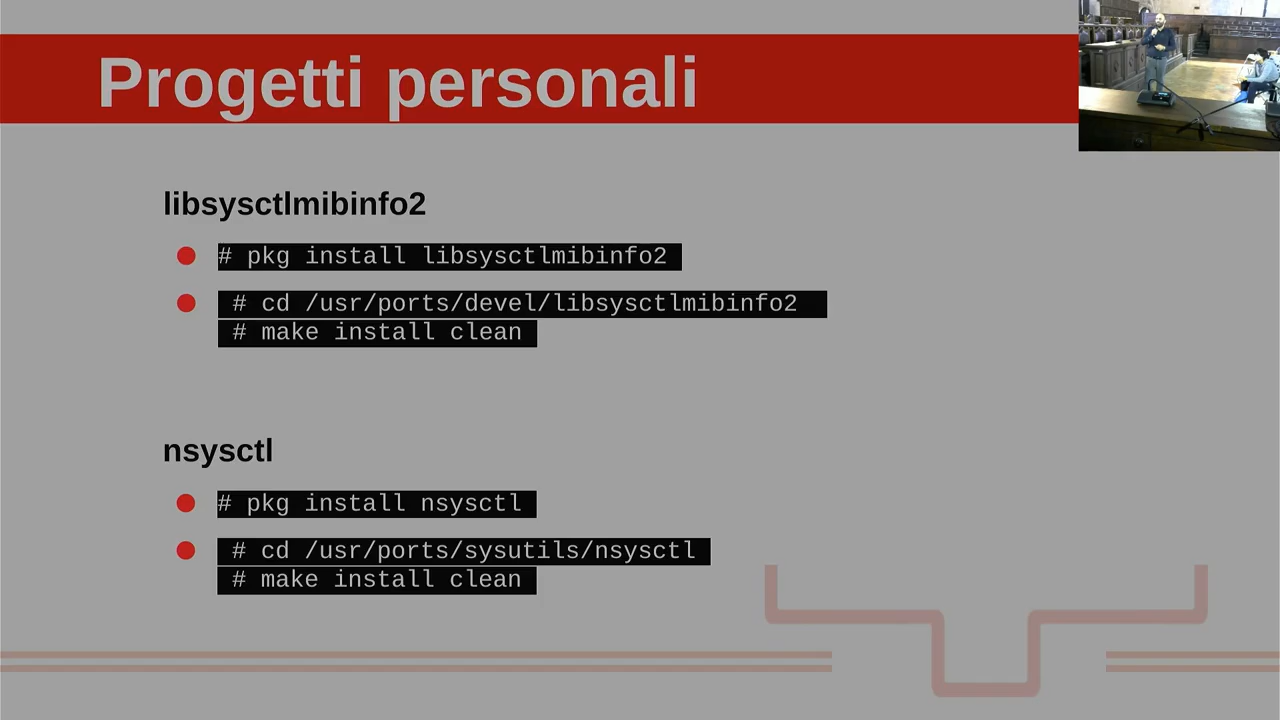 Progetti personali
libsysctlmibinfo2
# pkg install libsysctlmibinfo2
# cd /usr/ports/devel/libsysctlmibinfo2
# make install clean
nsysctl
# pkg install nsysctl
# cd /usr/ports/sysutils/nsysctl
# make install clean